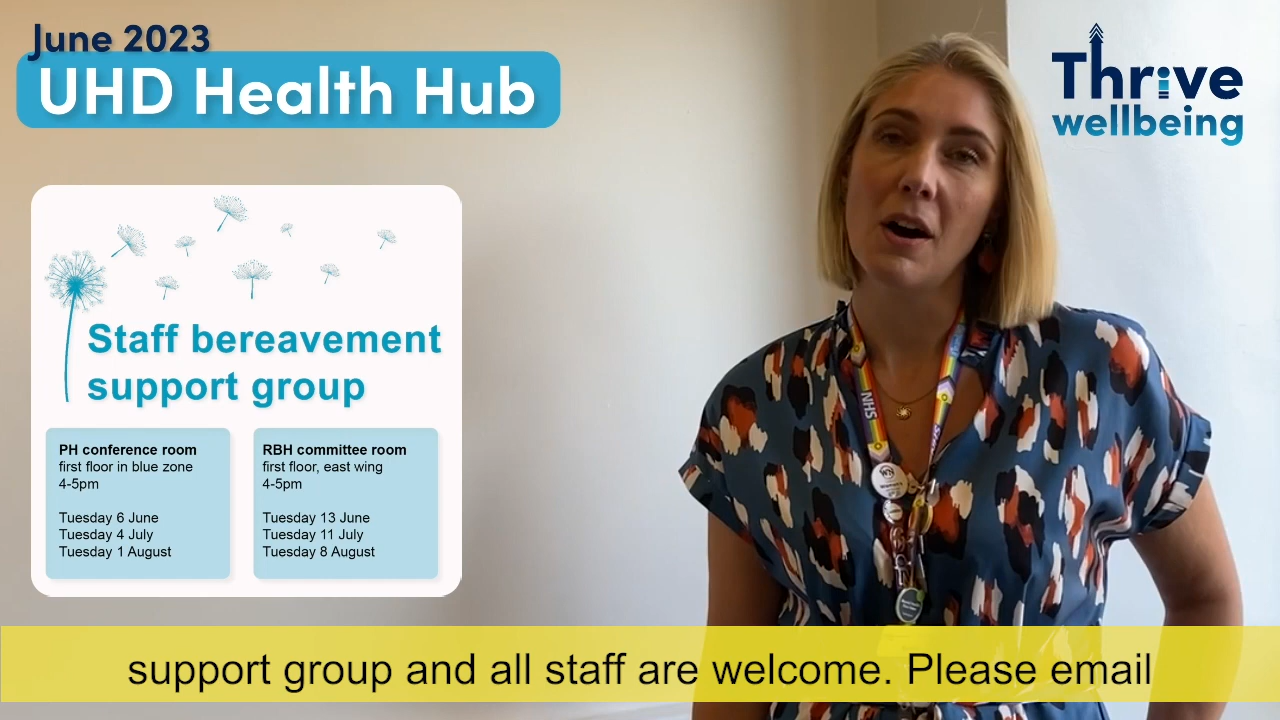 June 2023
UHD Health Hub
Thrive
wellbeing
Staff bereavement
support group
PH conference room
first floor in blue zone
4-5pm
Tuesday 6 June
Tuesday 4 July
Tuesday 1 August
RBH committee room
first floor, east wing
4-5pm
Tuesday 13 June
Tuesday 11 July
Tuesday 8 August
NHS
support group and all staff are welcome. Please email